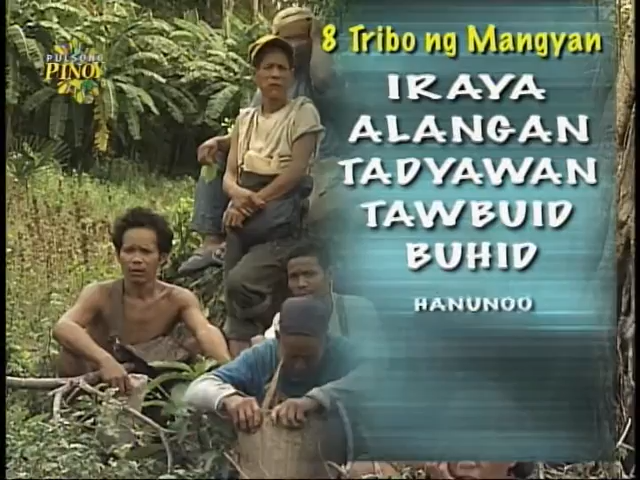 PULSONG
PINOY
8 Tribo ng Mangyan
IRAYA
ALANGAN
TADYAWAN
TAWBUID
BUHID
HANUNOO